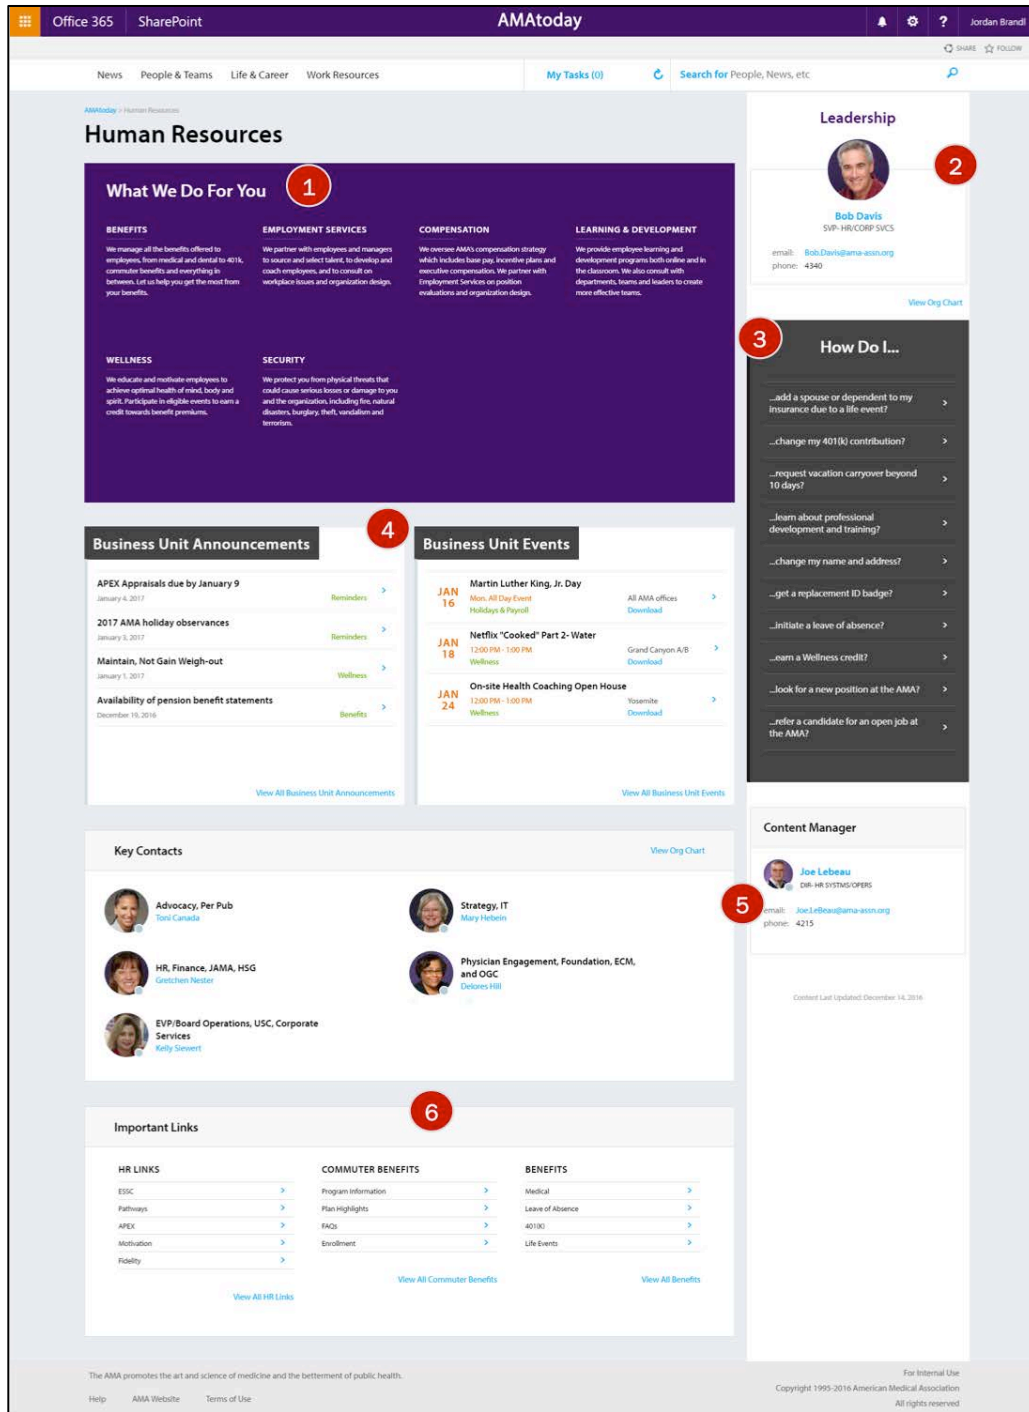 Office 365 SharePoint AMAtoday ? Jordan Brandl
SHARE FOLLOW
News People & Teams Life & Career Work Resources My Tasks (0) Search for People, News, etc
AMAtoday > Human Resources
Human Resources
1
What We Do For You
BENEFITS
We manage all the benefits offered to
employees, from medical and dental to 401k,
commuter benefits and everything in
between. Let us help you get the most from
your benefits.
EMPLOYMENT SERVICES
We partner with employees and managers
to source and select talent, to develop and
coach employees, and to consult on
workplace issues and organization design.
COMPENSATION
We oversee AMA's compensation strategy
which includes base pay, incentive plans and
executive compensation. We partner with
Employment Services on position
evaluations and organization design.
LEARNING & DEVELOPMENT
We provide employee learning and
development programs both online and in
the classroom. We also consult with
departments, teams and leaders to create
more effective teams.
WELLNESS
We educate and motivate employees to
achieve optimal health of mind, body and
spirit. Participate in eligible events to earn a
credit towards benefit premiums.
SECURITY
We protect you from physical threats that
could cause serious losses or damage to you
and the organization, including fire, natural
disasters, burglary, theft, vandalism and
terrorism.
Leadership
2
Bob Davis
SVP- HR/CORP SVCS
email: Bob.Davis@ama-assn.org
phone: 4340
View Org Chart
3
How Do I...
...add a spouse or dependent to my
insurance due to a life event?
...change my 401(k) contribution?
...request vacation carryover beyond
10 days?
...learn about professional
development and training?
...change my name and address?
...get a replacement ID badge?
...initiate a leave of absence?
...earn a Wellness credit?
...look for a new position at the AMA?
...refer a candidate for an open job at
the AMA?
4
Business Unit Announcements
APEX Appraisals due by January 9
January 4, 2017 Reminders
2017 AMA holiday observances
January 3, 2017 Reminders
Maintain, Not Gain Weigh-out
January 1, 2017 Wellness
Availability of pension benefit statements
December 19, 2016 Benefits
View All Business Unit Announcements
Business Unit Events
JAN
16
Martin Luther King, Jr. Day
Mon. All Day Event All AMA offices
Holidays & Payroll Download
JAN
18
Netflix "Cooked" Part 2- Water
12:00 PM - 1:00 PM Grand Canyon A/B
Wellness Download
JAN
24
On-site Health Coaching Open House
12:00 PM - 1:00 PM Yosemite
Wellness Download
View All Business Unit Events
Key Contacts View Org Chart
Advocacy, Per Pub
Toni Canada
Strategy, IT
Mary Hebein
HR, Finance, JAMA, HSG
Gretchen Nester
Physician Engagement, Foundation, ECM,
and OGC
Delores Hill
EVP/Board Operations, USC, Corporate
Services
Kelly Siewert
Content Manager
5
Joe Lebeau
DIR- HR SYSTMS/OPERS
email: Joe.LeBeau@ama-assn.org
phone: 4215
Content Last Updated: December 14, 2016
6
Important Links
HR LINKS
ESSC
Pathways
APEX
Motivation
Fidelity
View All HR Links
COMMUTER BENEFITS
Program Information
Plan Highlights
FAQs
Enrollment
View All Commuter Benefits
BENEFITS
Medical
Leave of Absence
401(K)
Life Events
View All Benefits
The AMA promotes the art and science of medicine and the betterment of public health.
Help AMA Website Terms of Use
For Internal Use
Copyright 1995-2016 American Medical Association
All rights reserved